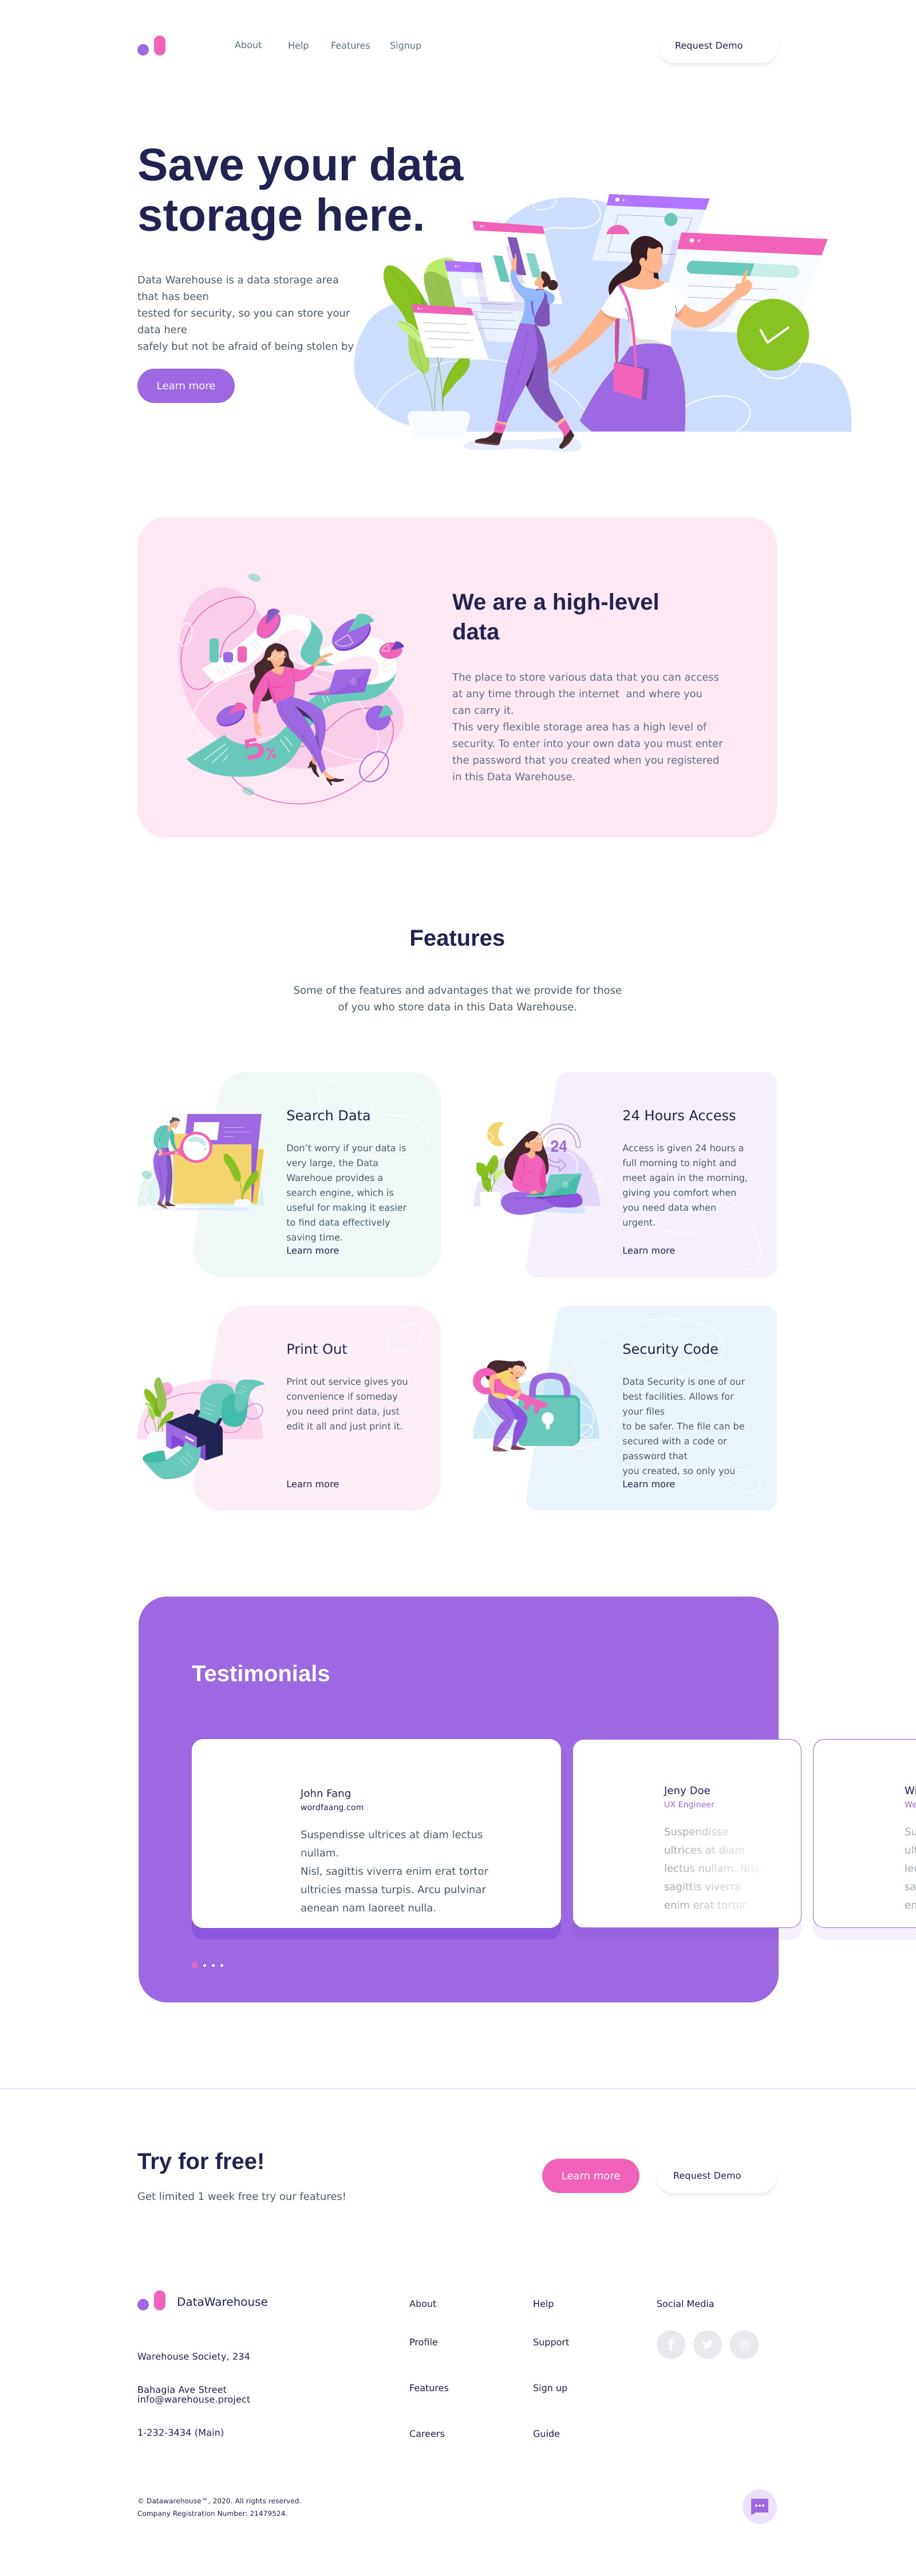 About Help Features Signup Request Demo
Save your data
storage here.
Data Warehouse is a data storage area
that has been
tested for security, so you can store your
data here
safely but not be afraid of being stolen by
Learn more
We are a high-level
data
The place to store various data that you can access
at any time through the internet and where you
can carry it.
This very flexible storage area has a high level of
security. To enter into your own data you must enter
the password that you created when you registered
in this Data Warehouse.
5%
Features
Some of the features and advantages that we provide for those
of you who store data in this Data Warehouse.
Search Data
Don’t worry if your data is
very large, the Data
Warehoue provides a
search engine, which is
useful for making it easier
to find data effectively
saving time.
Learn more
24
24 Hours Access
Access is given 24 hours a
full morning to night and
meet again in the morning,
giving you comfort when
you need data when
urgent.
Learn more
Print Out
Print out service gives you
convenience if someday
you need print data, just
edit it all and just print it.
Learn more
Security Code
Data Security is one of our
best facilities. Allows for
your files
to be safer. The file can be
secured with a code or
password that
you created, so only you
Learn more
Testimonials
John Fang
wordfaang.com
Suspendisse ultrices at diam lectus
nullam.
Nisl, sagittis viverra enim erat tortor
ultricies massa turpis. Arcu pulvinar
aenean nam laoreet nulla.
Jeny Doe
UX Engineer
Suspendisse
ultrices at diam
lectus nullam. Nisl,
sagittis viverra
enim erat tortor
Wi
We
Su
ult
lec
sa
en
Try for free!
Get limited 1 week free try our features!
Learn more
Request Demo
DataWarehouse
Warehouse Society, 234
Bahagia Ave Street
info@warehouse.project
1-232-3434 (Main)
About
Profile
Features
Careers
Help
Support
Sign up
Guide
Social Media
© Datawarehouse™, 2020. All rights reserved.
Company Registration Number: 21479524.